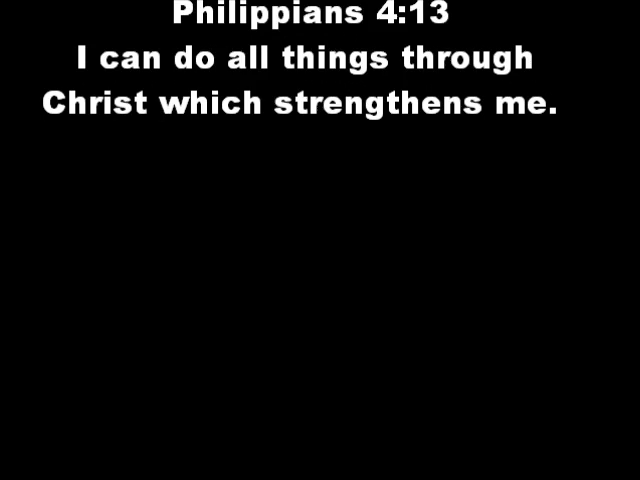 Philippians 4:13
I can do all things through
Christ which strengthens me.